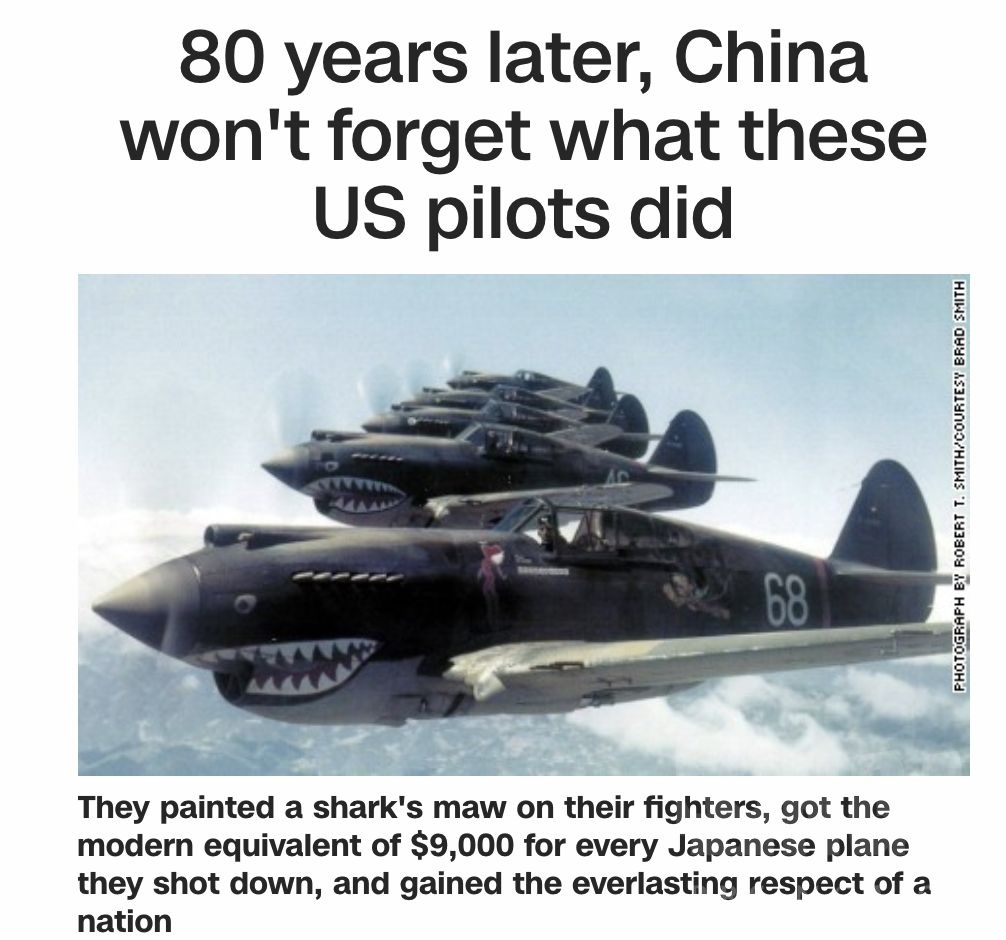 80 years later, China
won't forget what these
US pilots did
PHOTOGRAPH BY ROBERT T. SMITH/COURTESY BRAD SMITH
68
They painted a shark's maw on their fighters, got the
modern equivalent of $9,000 for every Japanese plane
they shot down, and gained the everlasting respect of a
nation